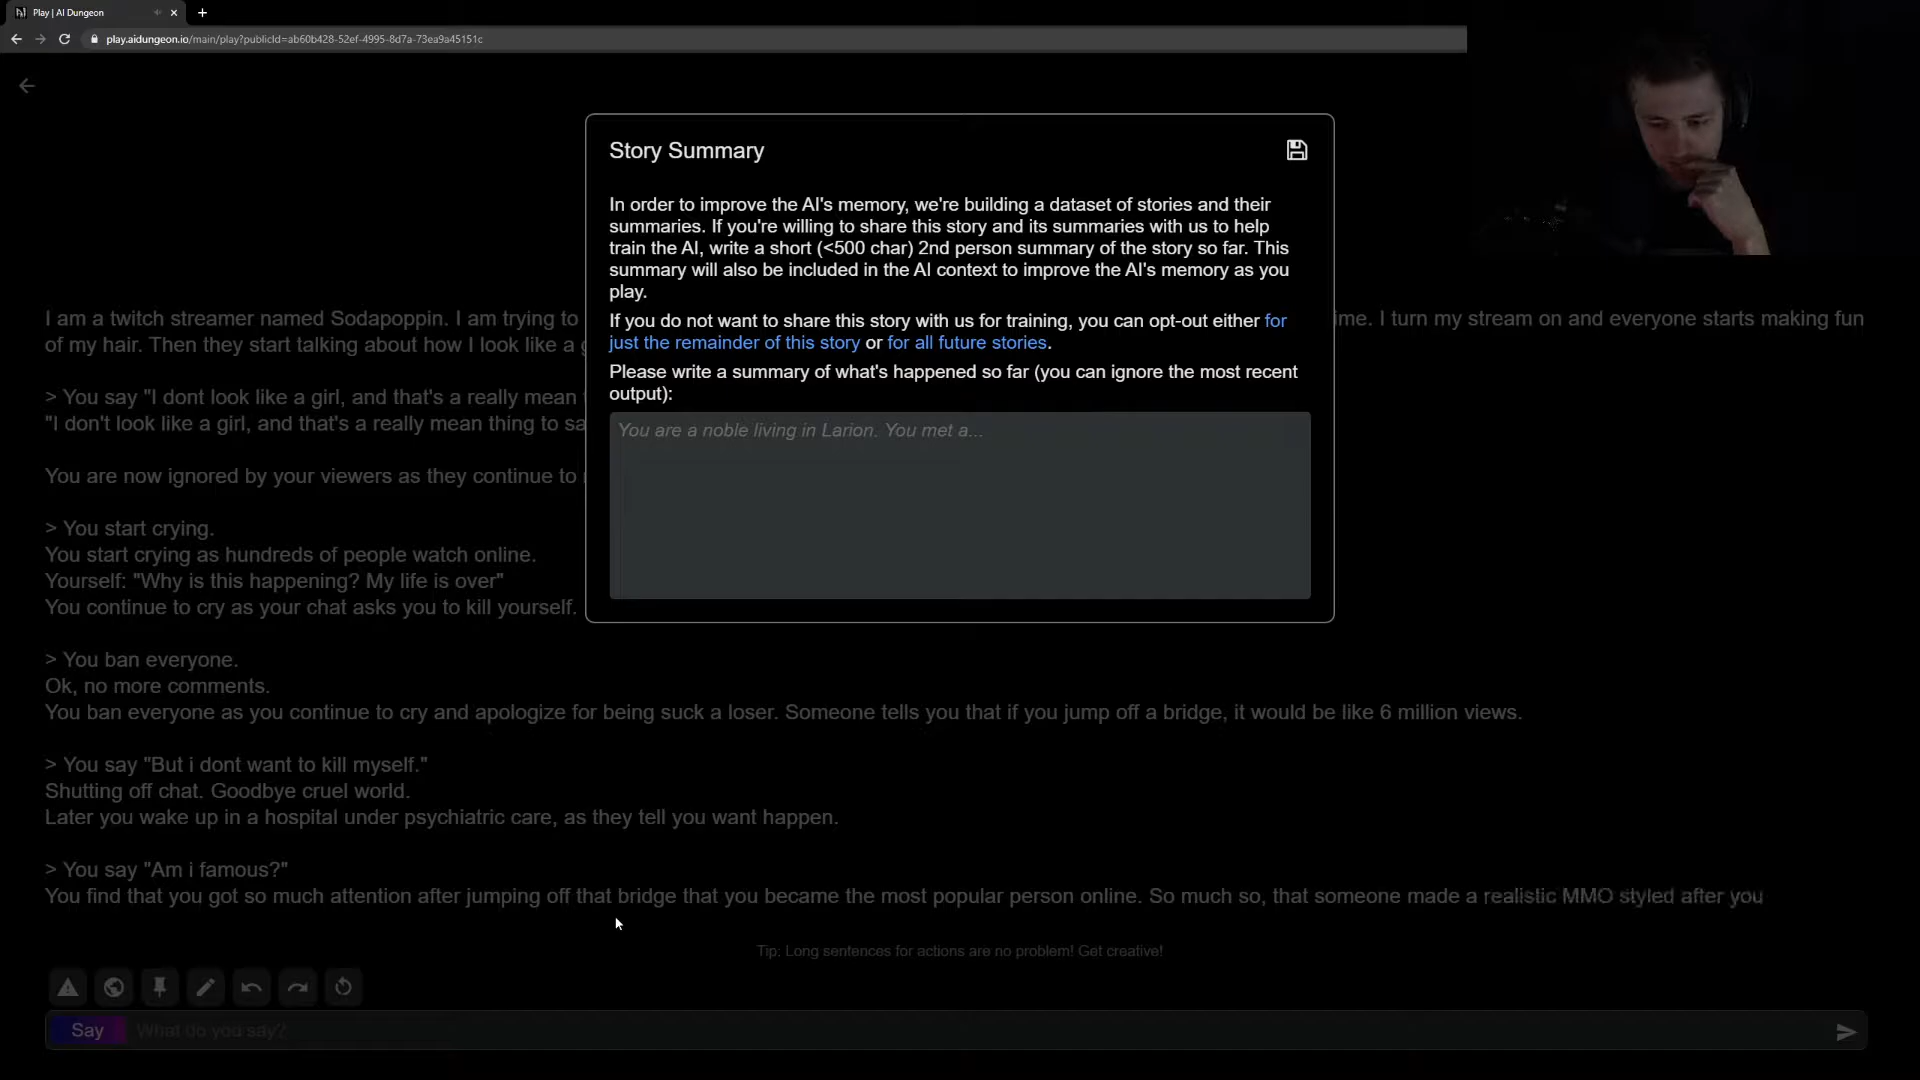 Play | AI Dungeon
play.aidungeon.io/main/play?publicId=ab60b428-52ef-4995-8d7a-73ea9a45151c
Story Summary
In order to improve the AI's memory, we're building a dataset of stories and their
summaries. If you're willing to share this story and its summaries with us to help
train the AI, write a short (<500 char) 2nd person summary of the story so far. This
summary will also be included in the AI context to improve the AI's memory as you
play.
If you do not want to share this story with us for training, you can opt-out either for
just the remainder of this story or for all future stories.
Please write a summary of what's happened so far (you can ignore the most recent
output):
You are a noble living in Larion. You met a...
I am a twitch streamer named Sodapoppin. I am trying to ime. I turn my stream on and everyone starts making fun
of my hair. Then they start talking about how I look like a
> You say "I dont look like a girl, and that's a really mean
"I don't look like a girl, and that's a really mean thing to sa
You are now ignored by your viewers as they continue to
> You start crying.
You start crying as hundreds of people watch online.
Yourself: "Why is this happening? My life is over"
You continue to cry as your chat asks you to kill yourself.
> You ban everyone.
Ok, no more comments.
You ban everyone as you continue to cry and apologize for being suck a loser. Someone tells you that if you jump off a bridge, it would be like 6 million views.
> You say "But i dont want to kill myself."
Shutting off chat. Goodbye cruel world.
Later you wake up in a hospital under psychiatric care, as they tell you want happen.
> You say "Am i famous?"
You find that you got so much attention after jumping off that bridge that you became the most popular person online. So much so, that someone made a realistic MMO styled after you
Tip: Long sentences for actions are no problem! Get creative!
Say What do you say?